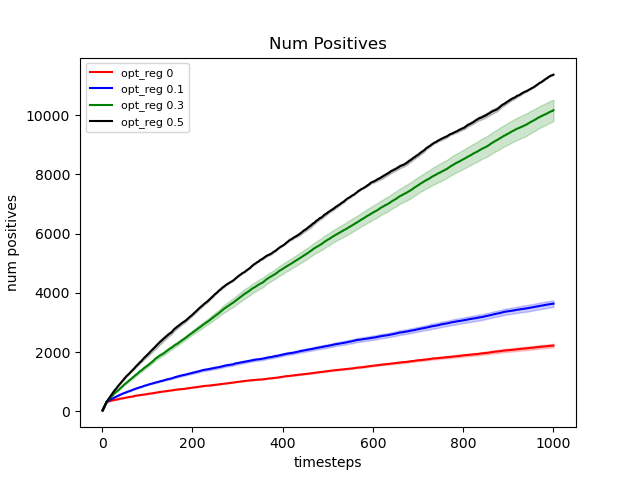 Num Positives
opt_reg 0
opt_reg 0.1
opt_reg 0.3
opt_reg 0.5
num positives
10000
8000
6000
4000
2000
0
0 200 400 600 800 1000
timesteps